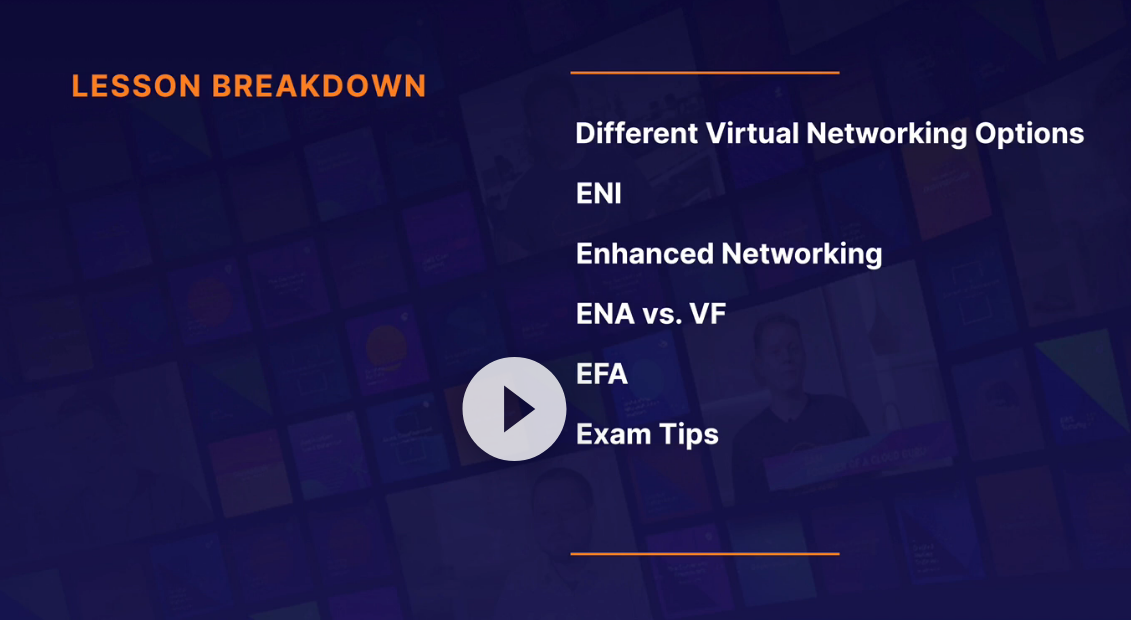 LESSON BREAKDOWN
Different Virtual Networking Options
ENI
Enhanced Networking
ENA vs. VF
EFA
Exam Tips